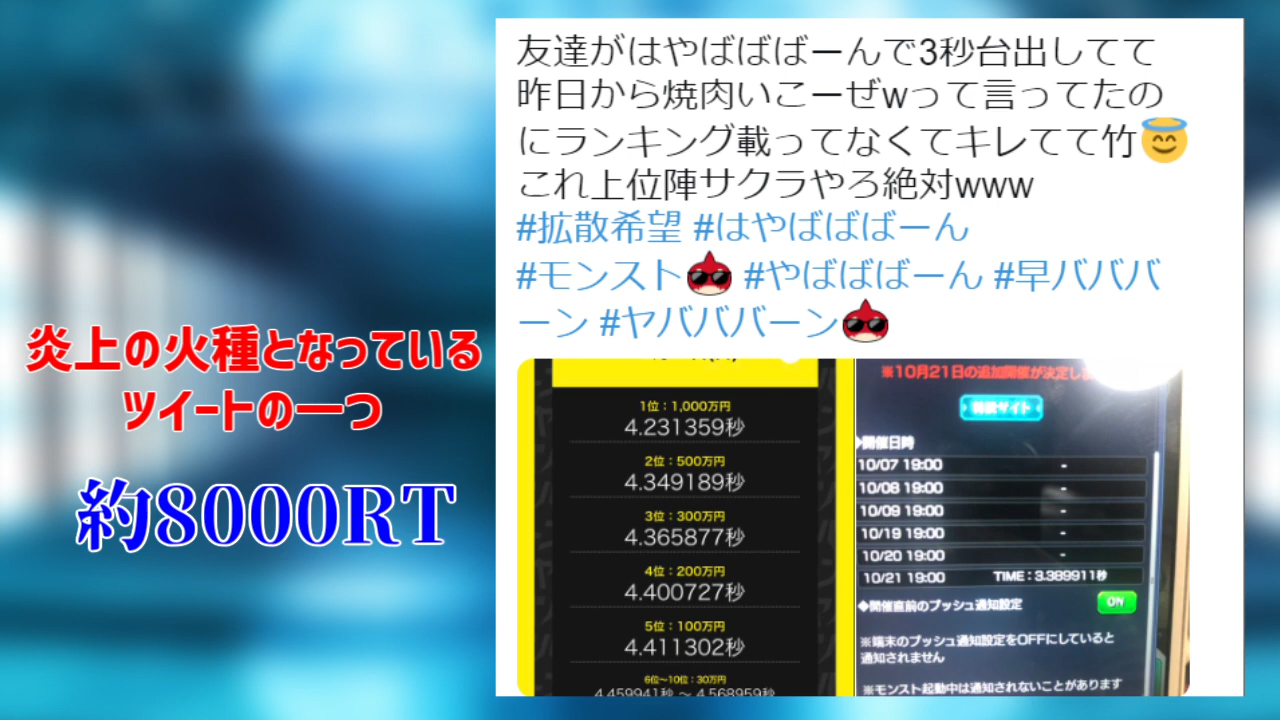 炎上の火種となっている
ツイートの一つ
約8000RT
友達がはやばばばーんで3秒台出してて
昨日から焼肉いこーぜwって言ってたの
にランキング載ってなくてキレてて竹😇
これ上位陣サクラやろ絶対www
#拡散希望 #はやばばばーん
#モンスト #やばばばーん #早バババ
ーン #ヤバババーン
1位：1,000万円
4.231359秒
2位：500万円
4.349189秒
3位：300万円
4.365877秒
4位：200万円
4.400727秒
5位：100万円
4.411302秒
6位〜10位：30万円
4.459941秒 〜 4.568959秒
※10月21日の追加開催が決定し
特設サイト
◆開催日時
10/07 19:00 -
10/08 19:00 -
10/09 19:00 -
10/19 19:00 -
10/20 19:00 -
10/21 19:00 TIME：3.389911秒
◆開催直前のプッシュ通知設定
ON
※端末のプッシュ通知設定をOFFにしていると
通知されません
※モンスト起動中は通知されないことがあります